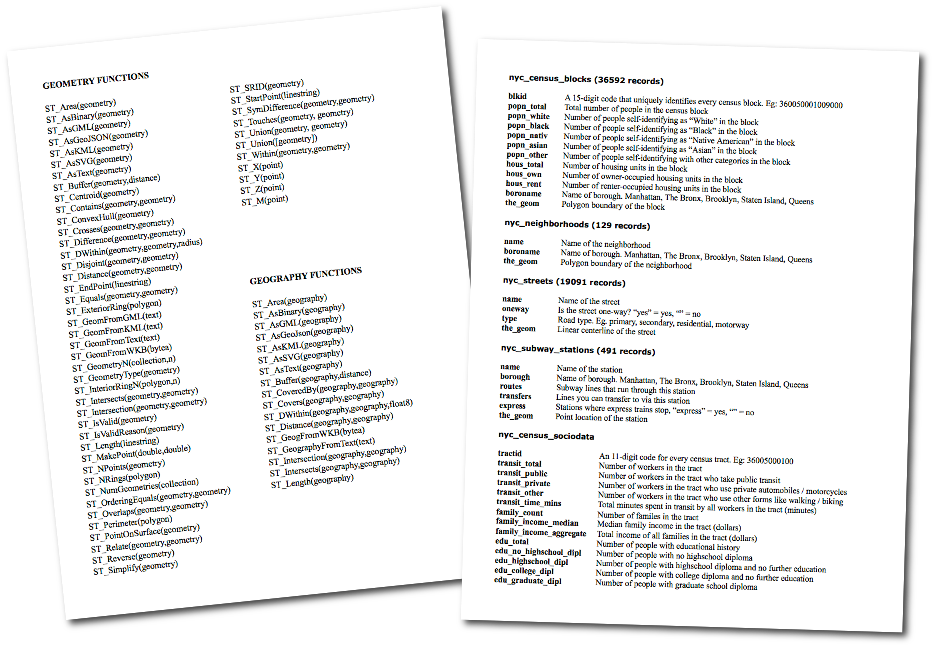 GEOMETRY FUNCTIONS
ST_Area(geometry)
ST_AsBinary(geometry)
ST_AsGML(geometry)
ST_AsGeoJSON(geometry)
ST_AsKML(geometry)
ST_AsSVG(geometry)
ST_AsText(geometry)
ST_Buffer(geometry,distance)
ST_Centroid(geometry)
ST_Contains(geometry,geometry)
ST_ConvexHull(geometry)
ST_Crosses(geometry,geometry)
ST_Difference(geometry,geometry)
ST_DWithin(geometry,geometry,radius)
ST_Disjoint(geometry,geometry)
ST_Distance(geometry,geometry)
ST_EndPoint(linestring)
ST_Equals(geometry,geometry)
ST_ExteriorRing(polygon)
ST_GeomFromGML(text)
ST_GeomFromKML(text)
ST_GeomFromText(text)
ST_GeomFromWKB(bytea)
ST_GeometryN(collection,n)
ST_GeometryType(geometry)
ST_InteriorRingN(polygon,n)
ST_Intersects(geometry,geometry)
ST_Intersection(geometry,geometry)
ST_IsValid(geometry)
ST_IsValidReason(geometry)
ST_Length(linestring)
ST_MakePoint(double,double)
ST_NPoints(geometry)
ST_NRings(polygon)
ST_NumGeometries(collection)
ST_OrderingEquals(geometry,geometry)
ST_Overlaps(geometry,geometry)
ST_Perimeter(polygon)
ST_PointOnSurface(geometry)
ST_Relate(geometry,geometry)
ST_Reverse(geometry)
ST_Simplify(geometry)
ST_SRID(geometry)
ST_StartPoint(linestring)
ST_SymDifference(geometry,geometry)
ST_Touches(geometry, geometry)
ST_Union(geometry, geometry)
ST_Union([geometry])
ST_Within(geometry,geometry)
ST_X(point)
ST_Y(point)
ST_Z(point)
ST_M(point)
GEOGRAPHY FUNCTIONS
ST_Area(geography)
ST_AsBinary(geography)
ST_AsGML(geography)
ST_AsGeoJson(geography)
ST_AsKML(geography)
ST_AsSVG(geography)
ST_AsText(geography)
ST_Buffer(geography,distance)
ST_CoveredBy(geography,geography)
ST_Covers(geography,geography)
ST_DWithin(geography,geography,float8)
ST_Distance(geography,geography)
ST_GeogFromWKB(bytea)
ST_GeographyFromText(text)
ST_Intersection(geography,geography)
ST_Intersects(geography,geography)
ST_Length(geography)
nyc_census_blocks (36592 records)
blkid A 15-digit code that uniquely identifies every census block. Eg: 360050001009000
popn_total Total number of people in the census block
popn_white Number of people self-identifying as “White” in the block
popn_black Number of people self-identifying as “Black” in the block
popn_nativ Number of people self-identifying as “Native American” in the block
popn_asian Number of people self-identifying as “Asian” in the block
popn_other Number of people self-identifying with other categories in the block
hous_total Number of housing units in the block
hous_own Number of owner-occupied housing units in the block
hous_rent Number of renter-occupied housing units in the block
boroname Name of borough. Manhattan, The Bronx, Brooklyn, Staten Island, Queens
the_geom Polygon boundary of the block
nyc_neighborhoods (129 records)
name Name of the neighborhood
boroname Name of borough. Manhattan, The Bronx, Brooklyn, Staten Island, Queens
the_geom Polygon boundary of the neighborhood
nyc_streets (19091 records)
name Name of the street
oneway Is the street one-way? “yes” = yes, “” = no
type Road type. Eg. primary, secondary, residential, motorway
the_geom Linear centerline of the street
nyc_subway_stations (491 records)
name Name of the station
borough Name of borough. Manhattan, The Bronx, Brooklyn, Staten Island, Queens
routes Subway lines that run through this station
transfers Lines you can transfer to via this station
express Stations where express trains stop, “express” = yes, “” = no
the_geom Point location of the station
nyc_census_sociodata
tractid An 11-digit code for every census tract. Eg: 36005000100
transit_total Number of workers in the tract
transit_public Number of workers in the tract who take public transit
transit_private Number of workers in the tract who use private automobiles / motorcycles
transit_other Number of workers in the tract who use other forms like walking / biking
transit_time_mins Total minutes spent in transit by all workers in the tract (minutes)
family_count Number of familes in the tract
family_income_median Median family income in the tract (dollars)
family_income_aggregate Total income of all families in the tract (dollars)
edu_total Number of people with educational history
edu_no_highschool_dipl Number of people with no highschool diploma
edu_highschool_dipl Number of people with highschool diploma and no further education
edu_college_dipl Number of people with college diploma and no further education
edu_graduate_dipl Number of people with graduate school diploma